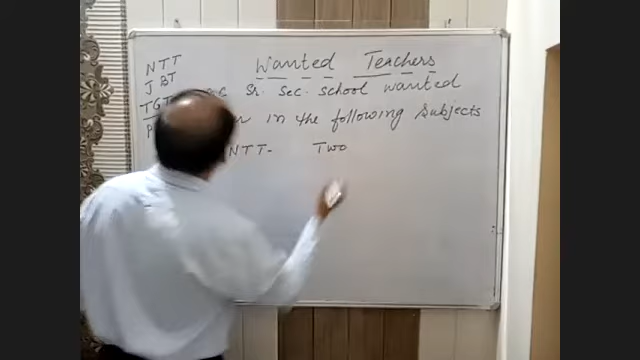 NTT
JBT
TGT
P
Wanted Teachers
Sr. Sec. School wanted
in the following Subjects
NTT- Two